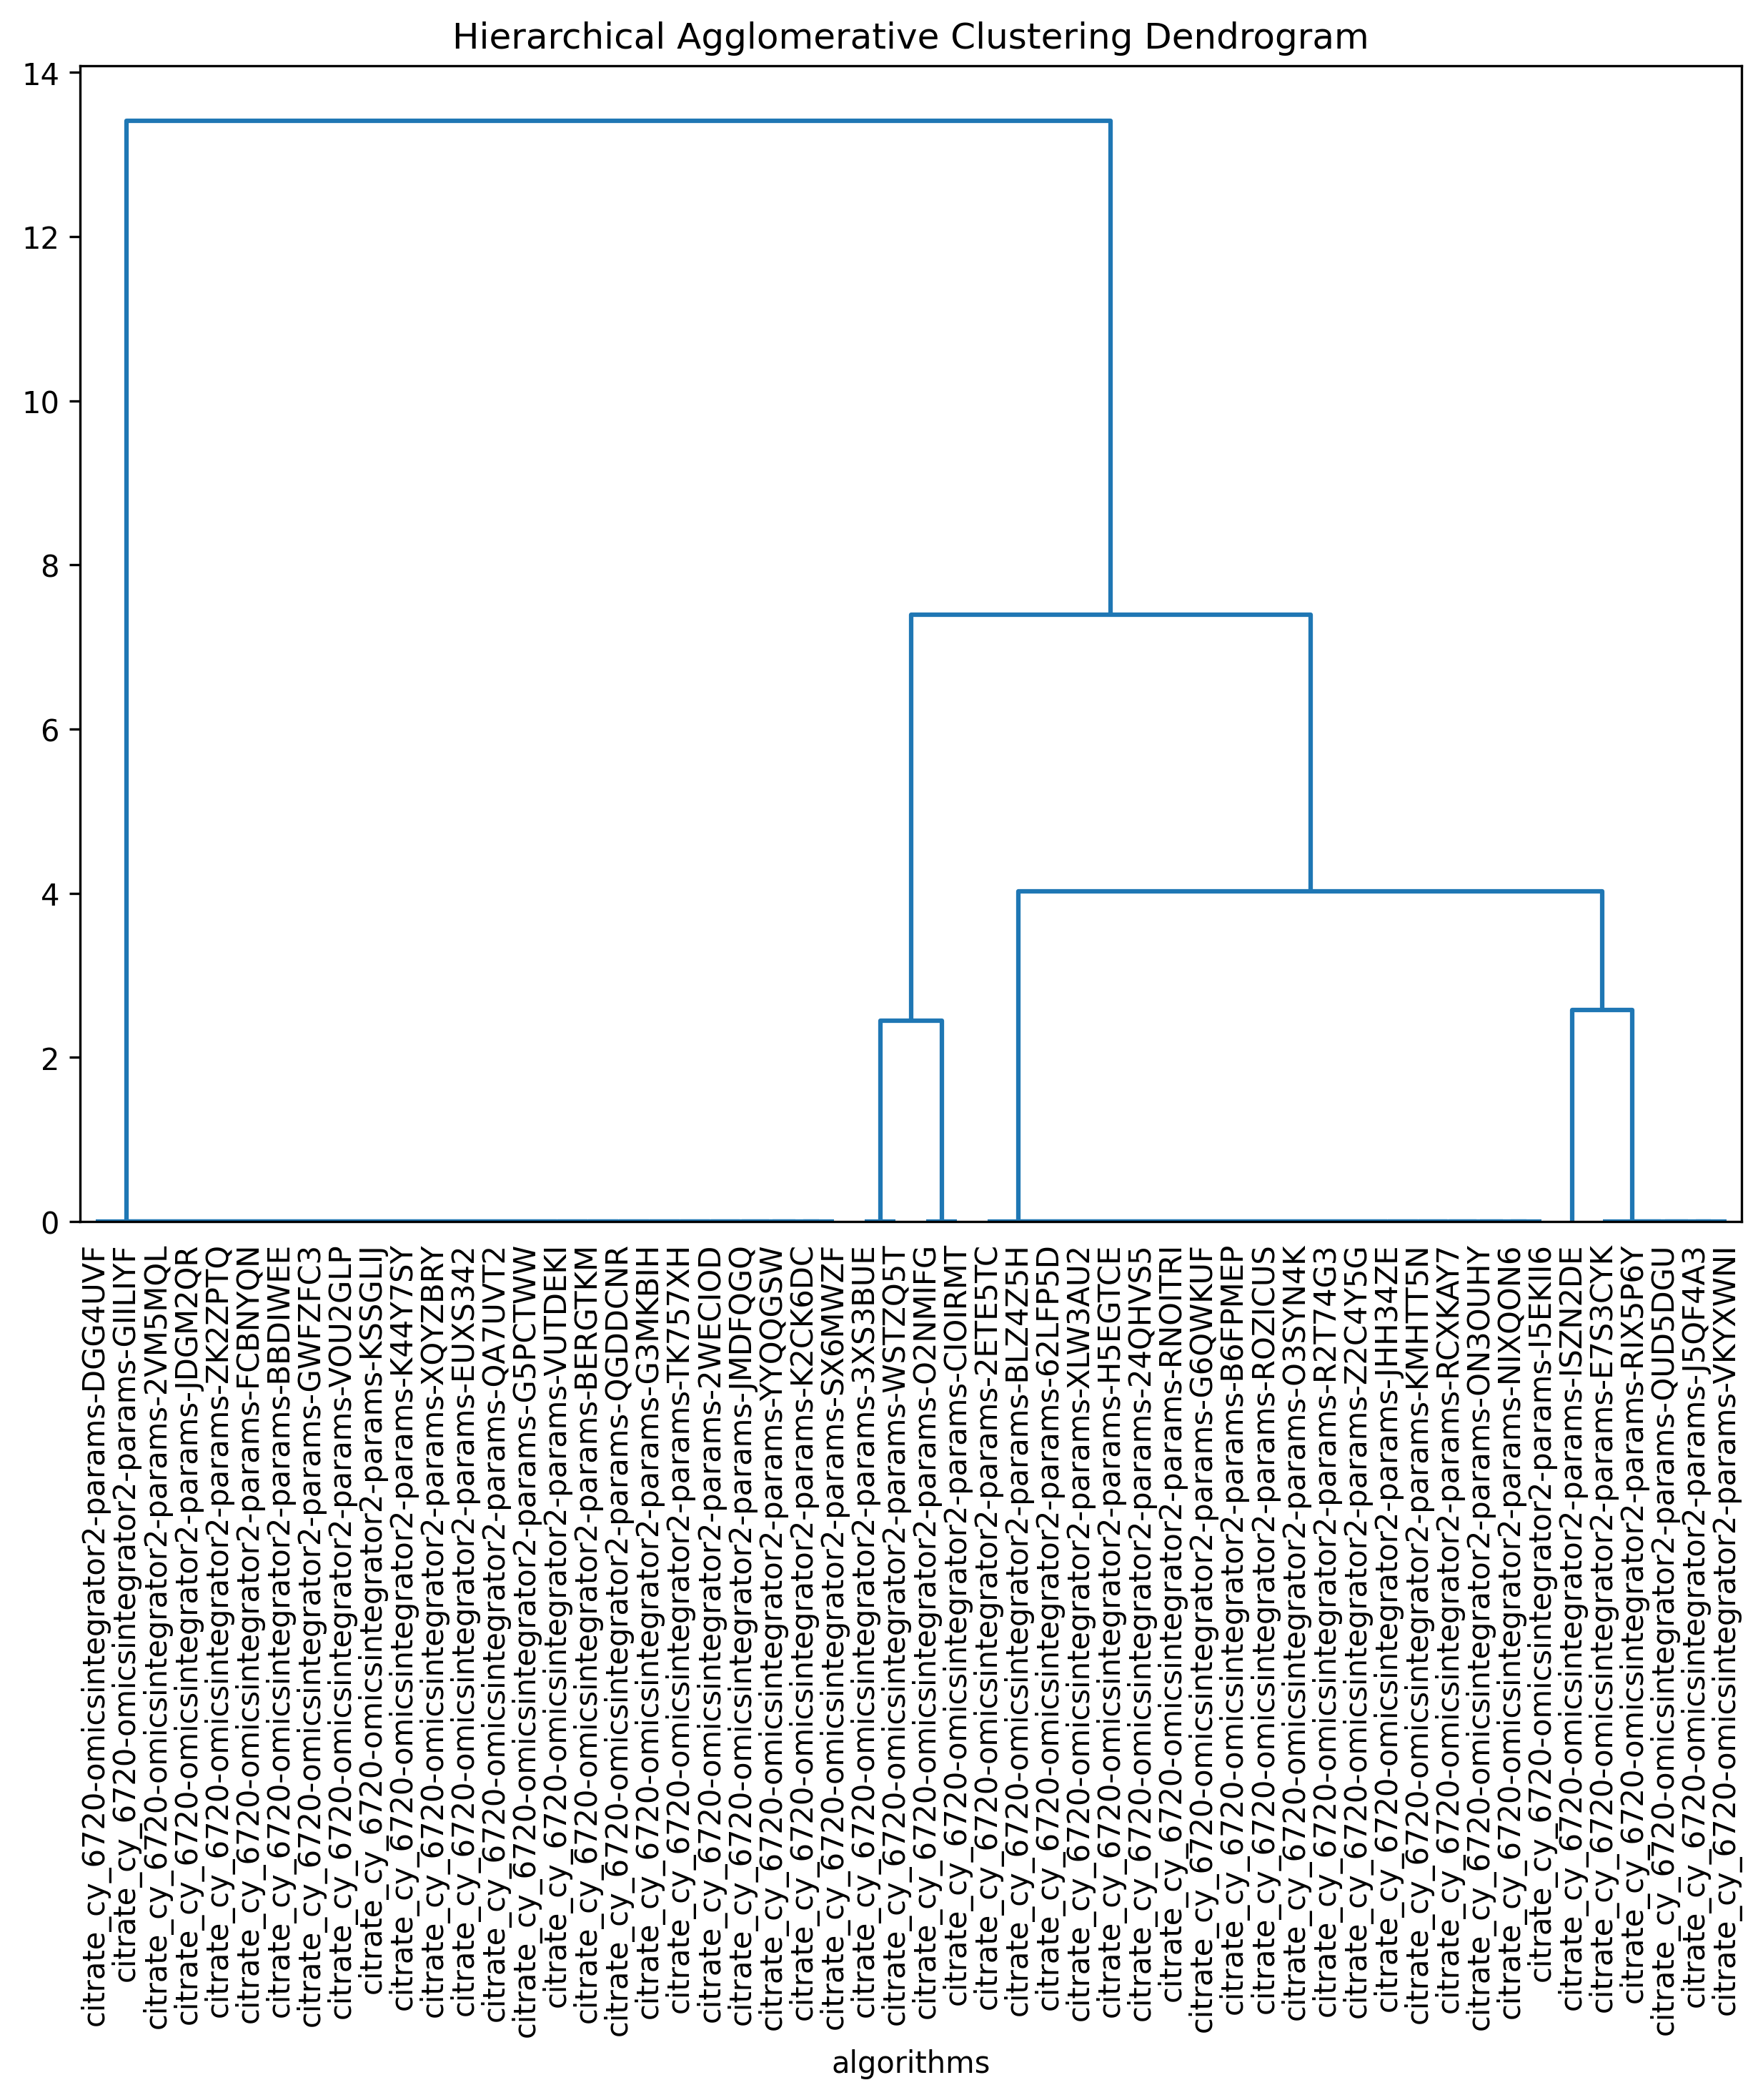 Hierarchical Agglomerative Clustering Dendrogram
14
12
10
8
6
4
2
0
citrate_cy_6720-omicsintegrator2-params-DGG4UVF
citrate_cy_6720-omicsintegrator2-params-GIILIYF
citrate_cy_6720-omicsintegrator2-params-2VM5MQL
citrate_cy_6720-omicsintegrator2-params-JDGM2QR
citrate_cy_6720-omicsintegrator2-params-ZK2ZPTQ
citrate_cy_6720-omicsintegrator2-params-FCBNYQN
citrate_cy_6720-omicsintegrator2-params-BBDIWEE
citrate_cy_6720-omicsintegrator2-params-GWFZFC3
citrate_cy_6720-omicsintegrator2-params-VOU2GLP
citrate_cy_6720-omicsintegrator2-params-KSSGLIJ
citrate_cy_6720-omicsintegrator2-params-K44Y7SY
citrate_cy_6720-omicsintegrator2-params-XQYZBRY
citrate_cy_6720-omicsintegrator2-params-EUXS342
citrate_cy_6720-omicsintegrator2-params-QA7UVT2
citrate_cy_6720-omicsintegrator2-params-G5PCTWW
citrate_cy_6720-omicsintegrator2-params-VUTDEKI
citrate_cy_6720-omicsintegrator2-params-BERGTKM
citrate_cy_6720-omicsintegrator2-params-QGDDCNR
citrate_cy_6720-omicsintegrator2-params-G3MKBIH
citrate_cy_6720-omicsintegrator2-params-TK757XH
citrate_cy_6720-omicsintegrator2-params-2WECIOD
citrate_cy_6720-omicsintegrator2-params-JMDFQGQ
citrate_cy_6720-omicsintegrator2-params-YYQQGSW
citrate_cy_6720-omicsintegrator2-params-K2CK6DC
citrate_cy_6720-omicsintegrator2-params-SX6MWZF
citrate_cy_6720-omicsintegrator2-params-3XS3BUE
citrate_cy_6720-omicsintegrator2-params-WSTZQ5T
citrate_cy_6720-omicsintegrator2-params-O2NMIFG
citrate_cy_6720-omicsintegrator2-params-CIOIRMT
citrate_cy_6720-omicsintegrator2-params-2ETE5TC
citrate_cy_6720-omicsintegrator2-params-BLZ4Z5H
citrate_cy_6720-omicsintegrator2-params-62LFP5D
citrate_cy_6720-omicsintegrator2-params-XLW3AU2
citrate_cy_6720-omicsintegrator2-params-H5EGTCE
citrate_cy_6720-omicsintegrator2-params-24QHVS5
citrate_cy_6720-omicsintegrator2-params-RNOITRI
citrate_cy_6720-omicsintegrator2-params-G6QWKUF
citrate_cy_6720-omicsintegrator2-params-B6FPMEP
citrate_cy_6720-omicsintegrator2-params-ROZICUS
citrate_cy_6720-omicsintegrator2-params-O3SYN4K
citrate_cy_6720-omicsintegrator2-params-R2T74G3
citrate_cy_6720-omicsintegrator2-params-Z2C4Y5G
citrate_cy_6720-omicsintegrator2-params-JHH34ZE
citrate_cy_6720-omicsintegrator2-params-KMHTT5N
citrate_cy_6720-omicsintegrator2-params-RCXKAY7
citrate_cy_6720-omicsintegrator2-params-ON3OUHY
citrate_cy_6720-omicsintegrator2-params-NIXQON6
citrate_cy_6720-omicsintegrator2-params-I5EKII6
citrate_cy_6720-omicsintegrator2-params-ISZN2DE
citrate_cy_6720-omicsintegrator2-params-E7S3CYK
citrate_cy_6720-omicsintegrator2-params-RIX5P6Y
citrate_cy_6720-omicsintegrator2-params-QUD5DGU
citrate_cy_6720-omicsintegrator2-params-J5QF4A3
citrate_cy_6720-omicsintegrator2-params-VKYXWNI
algorithms